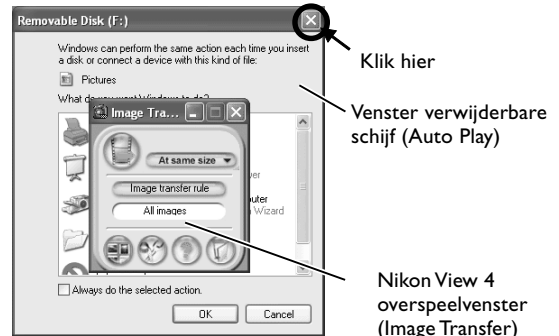 Removable Disk (F:)
Windows can perform the same action each time you insert
a disk or connect a device with this kind of file:
Pictures
What do you want Windows to do?
Image Tra...
At same size
Image transfer rule
All images
Wizard
Always do the selected action.
OK
Cancel
Klik hier
Venster verwijderbare
schijf (Auto Play)
Nikon View 4
overspeelvenster
(Image Transfer)